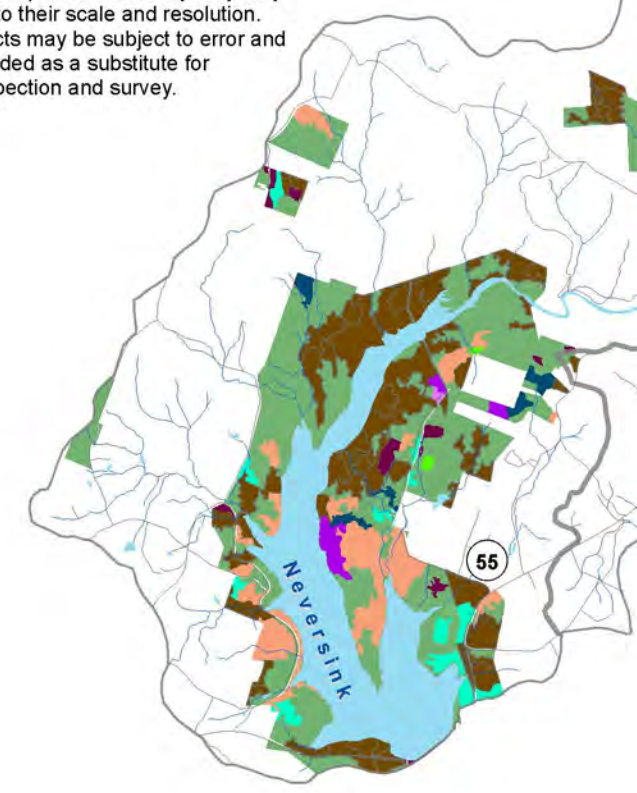 to their scale and resolution.
cts may be subject to error and
ded as a substitute for
pection and survey.
55
Neversink